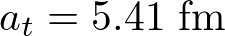 a_t = 5.41 fm